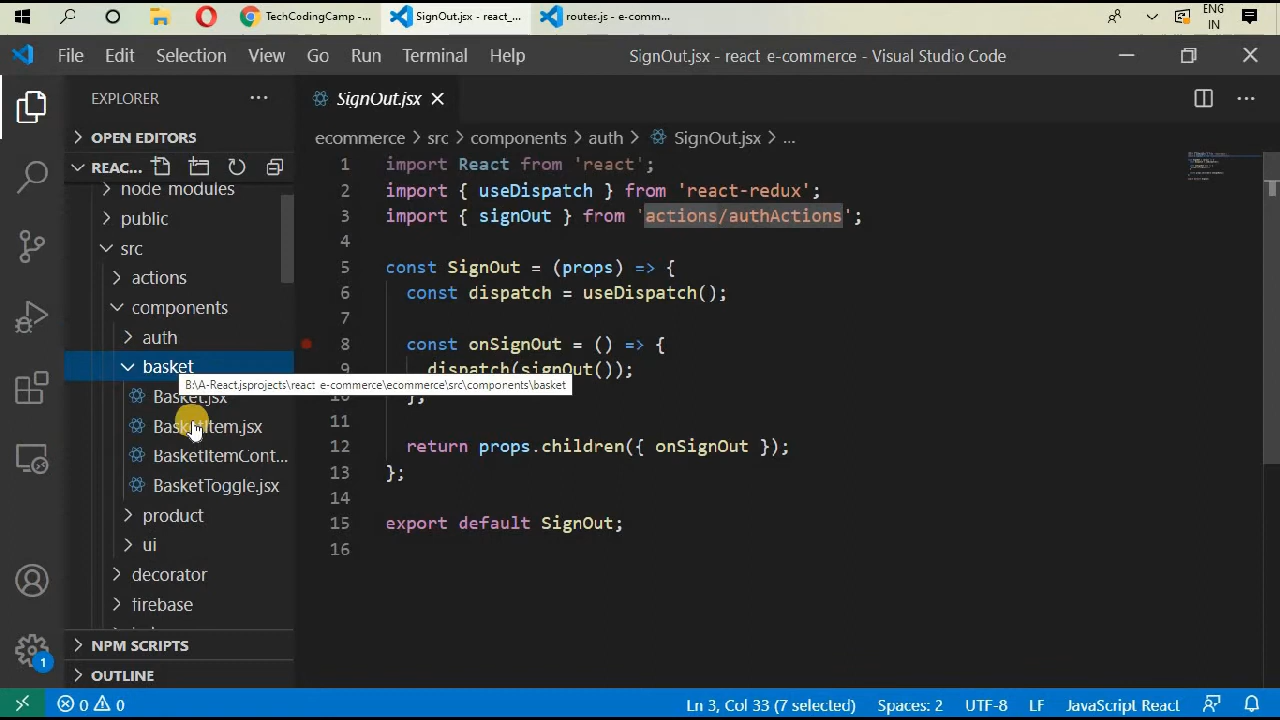 TechCodingCamp -...
SignOut.jsx - react_...
routes.js - e-comm...
ENG
IN
File Edit Selection View Go Run Terminal Help
SignOut.jsx - react e-commerce - Visual Studio Code
EXPLORER ...
SignOut.jsx
OPEN EDITORS
REAC...
node modules
public
src
actions
components
auth
basket
B:\A-React.jsprojects\react e-commerce\ecommerce\src\components\basket
Basket.jsx
BasketItem.jsx
BasketItemCont...
BasketToggle.jsx
product
ui
decorator
firebase
NPM SCRIPTS
OUTLINE
ecommerce > src > components > auth > SignOut.jsx > ...
1 import React from 'react';
2 import { useDispatch } from 'react-redux';
3 import { signOut } from 'actions/authActions';
4
5 const SignOut = (props) => {
6 const dispatch = useDispatch();
7
8 const onSignOut = () => {
9 dispatch(signOut());
10 };
11
12 return props.children({ onSignOut });
13 };
14
15 export default SignOut;
16
1
0 0
Ln 3, Col 33 (7 selected) Spaces: 2 UTF-8 LF JavaScript React